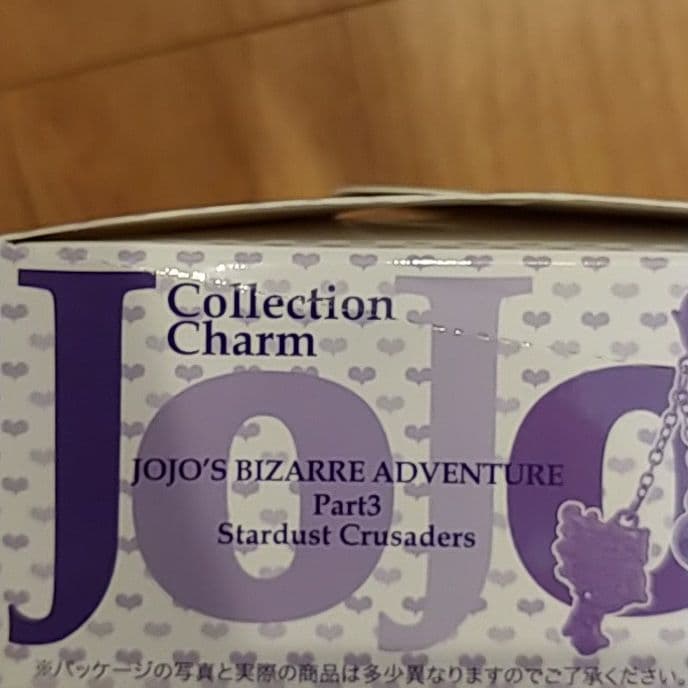 JoJo
Collection
Charm
JOJO'S BIZARRE ADVENTURE
Part3
Stardust Crusaders
※パッケージの写真と実際の商品は多少異なりますのでご了承ください。